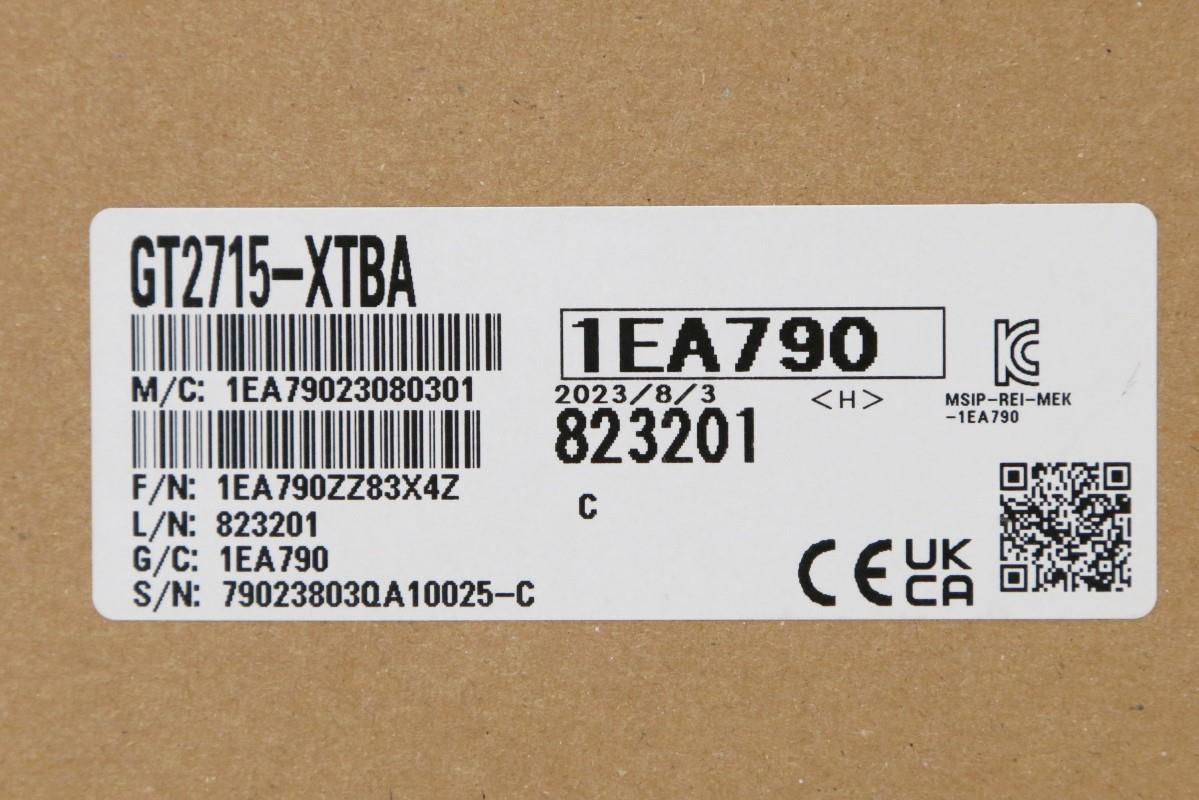 GT2715-XTBA
M/C: 1EA79023080301
F/N: 1EA790ZZ83X4Z
L/N: 823201
G/C: 1EA790
S/N: 79023803QA10025-C
1EA790
2023/8/3 <H>
823201
C
KC
MSIP-REI-MEK
-1EA790
CE
UK
CA